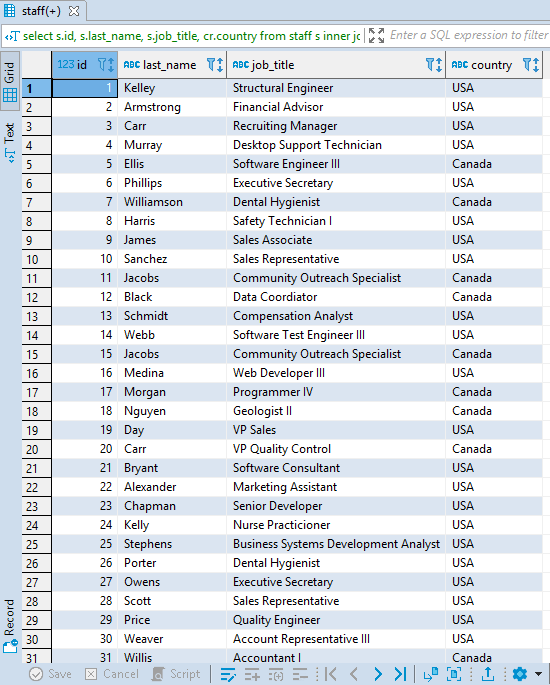 staff(+)
select s.id, s.last_name, s.job_title, cr.country from staff s inner jo Enter a SQL expression to filter
Grid
Text
Record
123 id ABC last_name ABC job_title ABC country
1 1 Kelley Structural Engineer USA
2 2 Armstrong Financial Advisor USA
3 3 Carr Recruiting Manager USA
4 4 Murray Desktop Support Technician USA
5 5 Ellis Software Engineer III Canada
6 6 Phillips Executive Secretary USA
7 7 Williamson Dental Hygienist Canada
8 8 Harris Safety Technician I USA
9 9 James Sales Associate USA
10 10 Sanchez Sales Representative USA
11 11 Jacobs Community Outreach Specialist Canada
12 12 Black Data Coordiator Canada
13 13 Schmidt Compensation Analyst USA
14 14 Webb Software Test Engineer III USA
15 15 Jacobs Community Outreach Specialist Canada
16 16 Medina Web Developer III USA
17 17 Morgan Programmer IV Canada
18 18 Nguyen Geologist II Canada
19 19 Day VP Sales USA
20 20 Carr VP Quality Control Canada
21 21 Bryant Software Consultant USA
22 22 Alexander Marketing Assistant USA
23 23 Chapman Senior Developer USA
24 24 Kelly Nurse Practicioner USA
25 25 Stephens Business Systems Development Analyst USA
26 26 Porter Dental Hygienist USA
27 27 Owens Executive Secretary USA
28 28 Scott Sales Representative USA
29 29 Price Quality Engineer USA
30 30 Weaver Account Representative III USA
31 31 Willis Accountant I Canada
Save Cancel Script